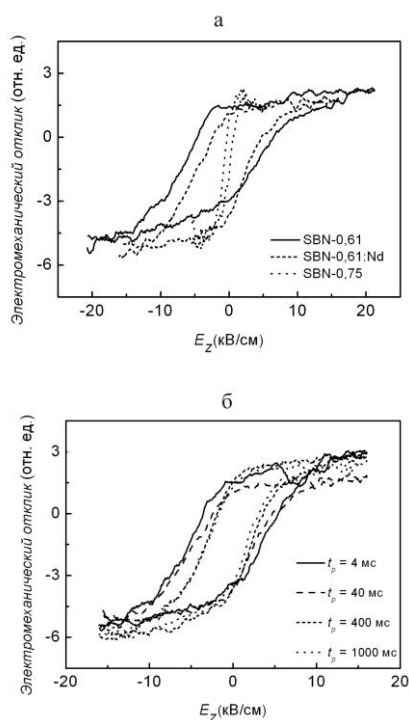 а
Электромеханический отклик (отн. ед.)
3
0
-3
-6
SBN-0,61
SBN-0,61:Nd
SBN-0,75
-20 -10 0 10 20
E_Z(кВ/см)
б
Электромеханический отклик (отн. ед.)
3
0
-3
-6
t_p = 4 мс
t_p = 40 мс
t_p = 400 мс
t_p = 1000 мс
-20 -10 0 10 20
E_Z(кВ/см)